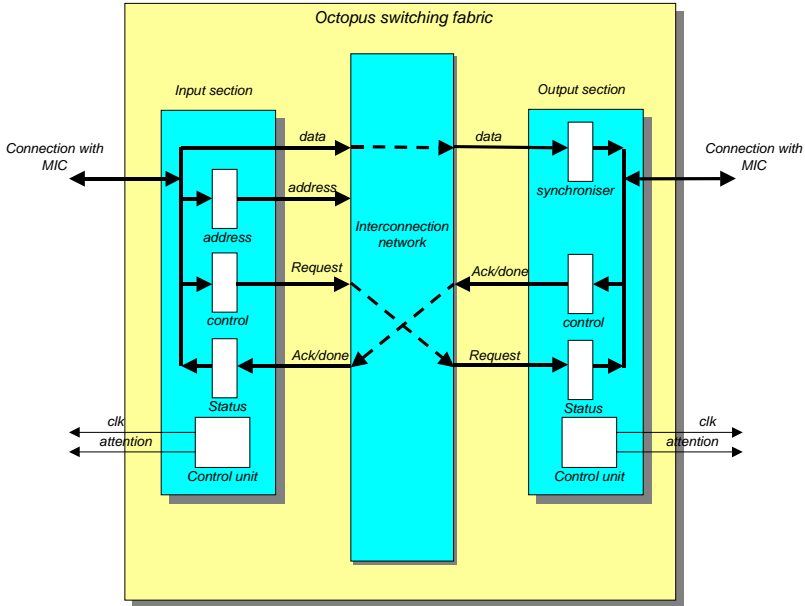 Octopus switching fabric
Input section
Output section
Connection with
MIC
data
data
synchroniser
Connection with
MIC
address
address
Interconnection
network
Request
Ack/done
control
control
Ack/done
Request
Status
Status
clk
attention
Control unit
clk
attention
Control unit